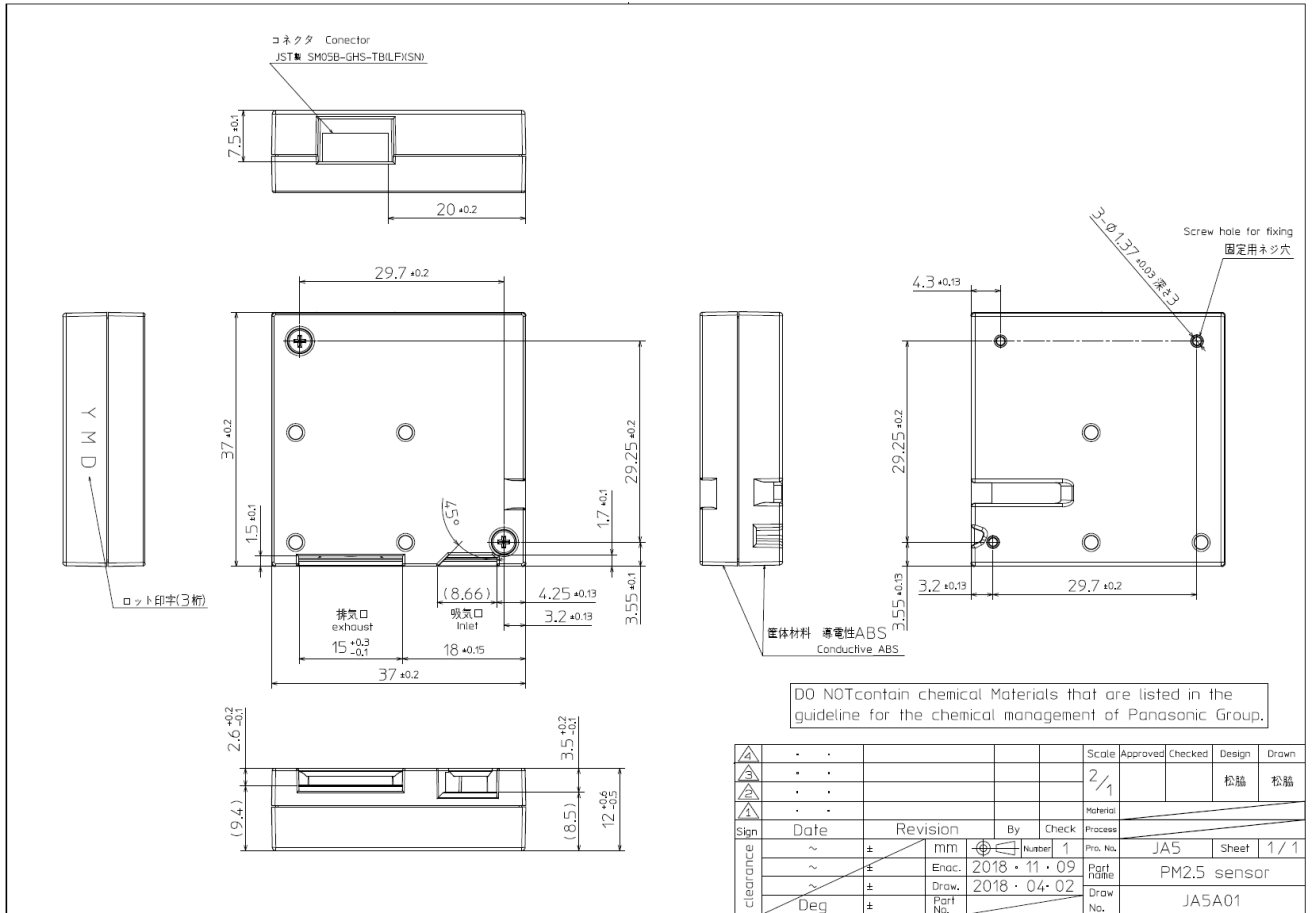 コネクタ Conector
JST製 SM05B-GHS-TB(LF)(SN)
7.5 ±0.1
20 ±0.2
29.7 ±0.2
37 ±0.2
29.25 ±0.2
1.5 ±0.1
45°
1.7 ±0.1
(8.66)
4.25 ±0.13
3.2 ±0.13
3.55 ±0.1
排気口
exhaust
吸気口
Inlet
15 +0.3 -0.1
18 ±0.15
37 ±0.2
Y M D
ロット印字(3桁)
2.6 +0.2 -0.1
3.5 +0.2 -0.1
(9.4)
(8.5)
12 +0.6 -0.5
筐体材料 導電性ABS
Conductive ABS
3-Ø1.37 ±0.03 深さ3
Screw hole for fixing
固定用ネジ穴
4.3 ±0.13
29.25 ±0.2
3.55 ±0.13
3.2 ±0.13
29.7 ±0.2
DO NOTcontain chemical Materials that are listed in the
guideline for the chemical management of Panasonic Group.
4 · · Scale Approved Checked Design Drawn
3 · · 2/1 松脇 松脇
2 · ·
1 · · Material
Sign Date Revision By Check Process
clearance ~ ± mm Number 1 Pro. No. JA5 Sheet 1 / 1
~ ± Enac. 2018・11・09 Part name PM2.5 sensor
~ ± Draw. 2018・04・02
Deg ± Part No. Draw No. JA5A01